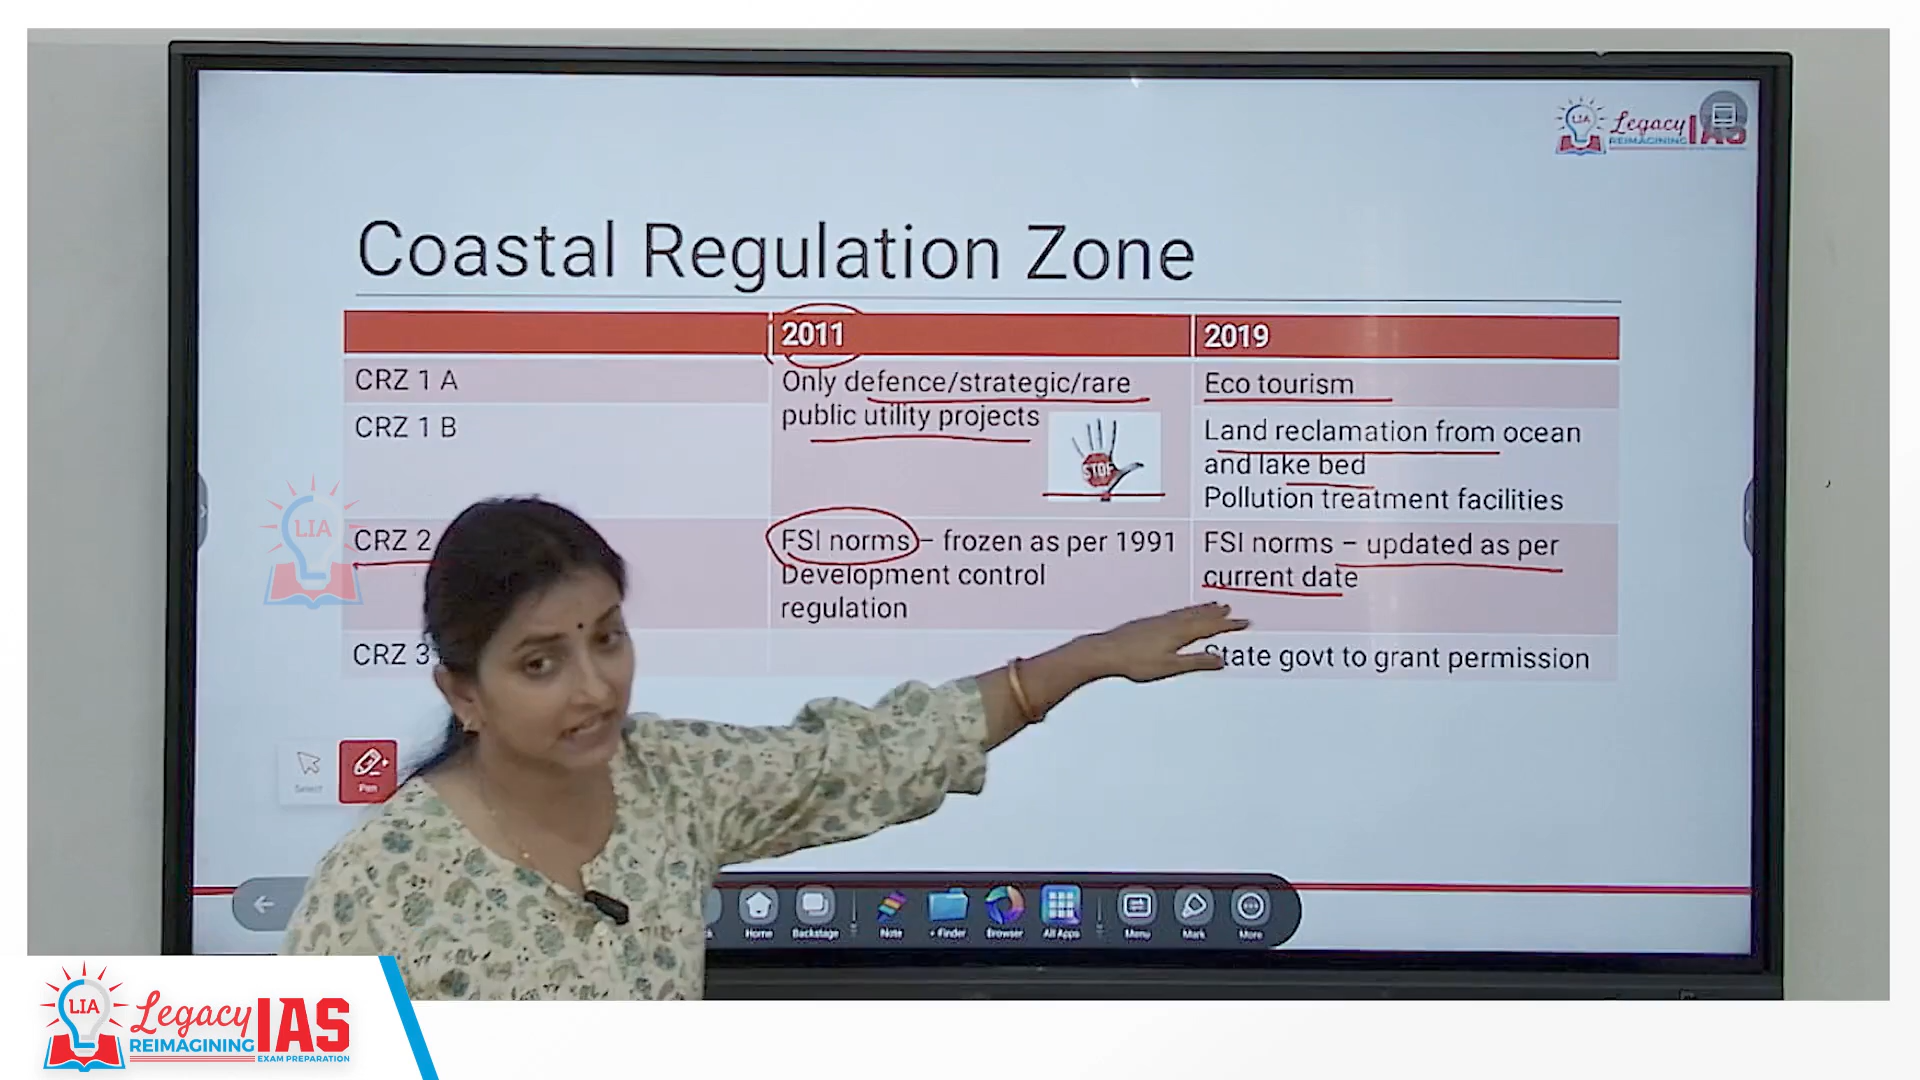 LIA
Legacy IAS
REIMAGINING
Coastal Regulation Zone
2011
2019
CRZ 1 A
Only defence/strategic/rare
public utility projects
Eco tourism
CRZ 1 B
STOP
Land reclamation from ocean
and lake bed
Pollution treatment facilities
LIA
CRZ 2
FSI norms – frozen as per 1991
Development control
regulation
FSI norms – updated as per
current date
CRZ 3
State govt to grant permission
Select
Pen
Home
Backstage
Note
Finder
Browser
All Apps
Menu
Mark
More
LIA
Legacy IAS
REIMAGINING
EXAM PREPARATION